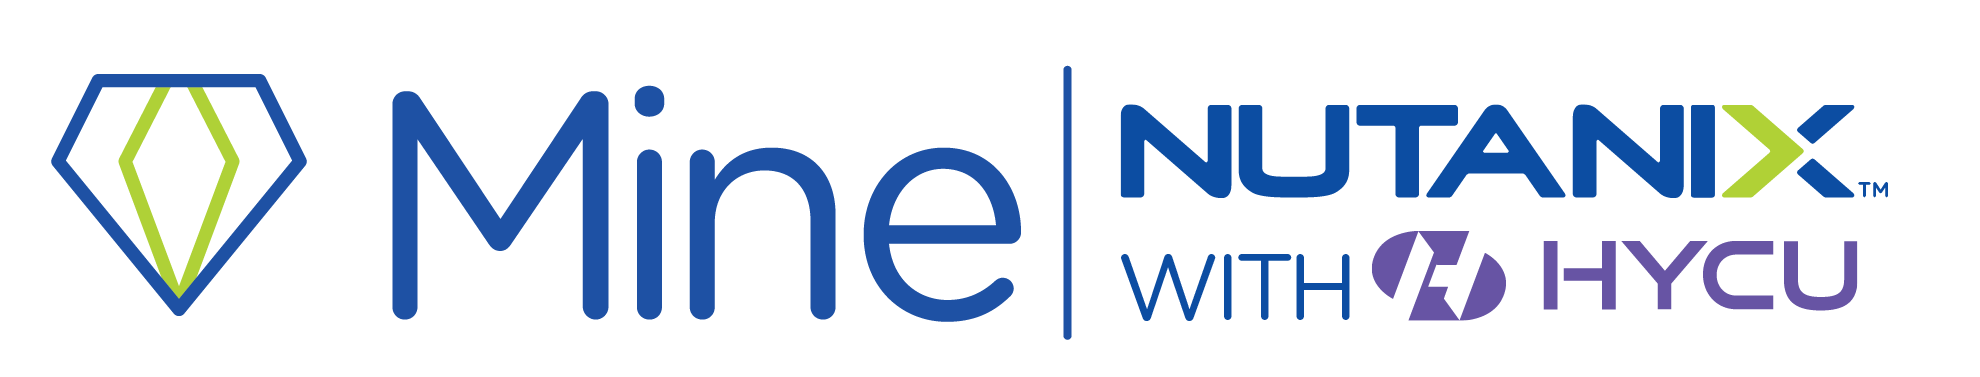 Mine
NUTANIX™
WITH HYCU